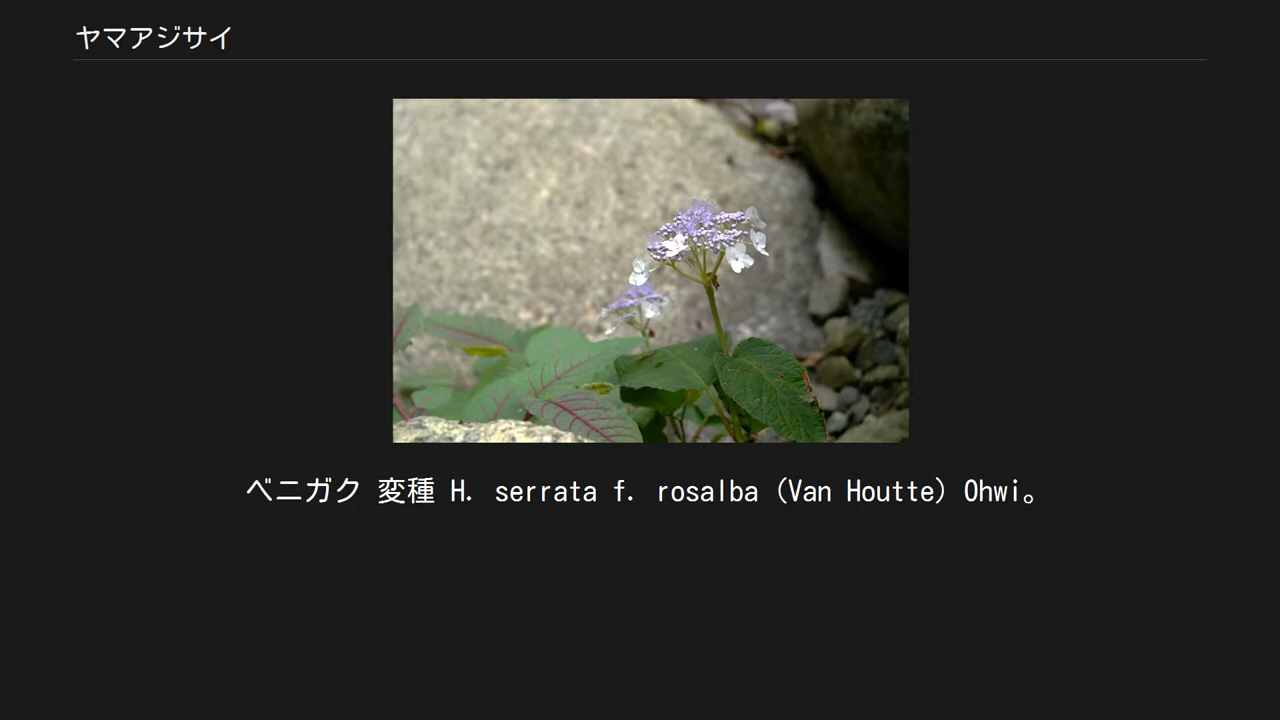 ヤマアジサイ
ベニガク 変種 H. serrata f. rosalba (Van Houtte) Ohwi。